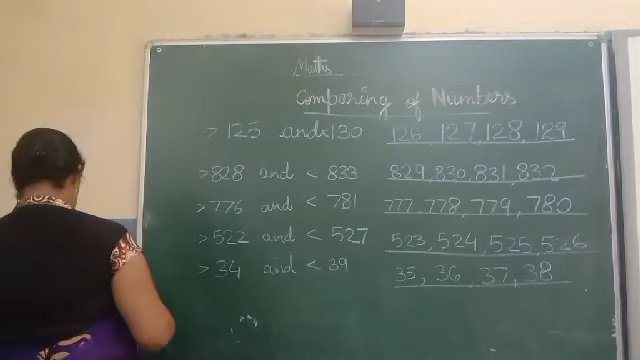 Maths
Comparing of Numbers
> 125 and < 130 126, 127, 128, 129
> 828 and < 833 829, 830, 831, 832
> 776 and < 781 777, 778, 779, 780
> 522 and < 527 523, 524, 525, 526
> 34 and < 39 35, 36, 37, 38